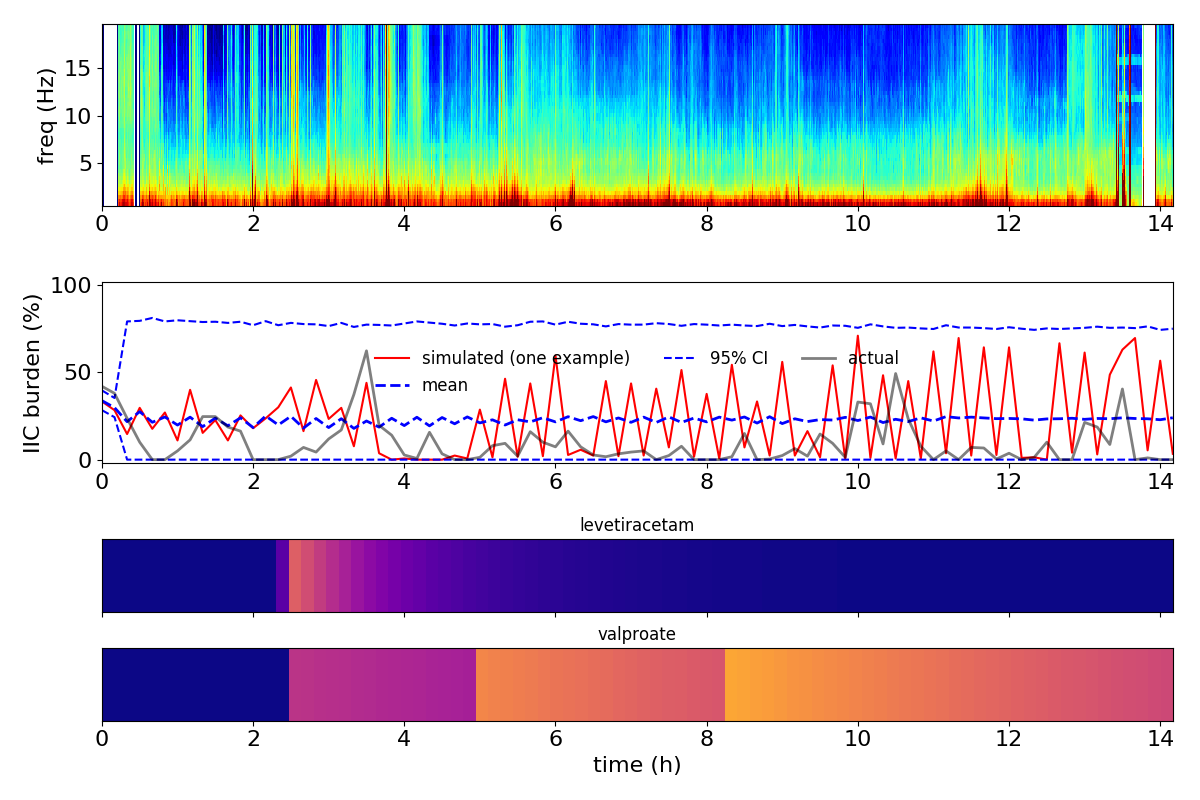 freq (Hz)
15
10
5
0 2 4 6 8 10 12 14
IIC burden (%)
100
50
0
simulated (one example) 95% CI actual
mean
0 2 4 6 8 10 12 14
levetiracetam
valproate
0 2 4 6 8 10 12 14
time (h)